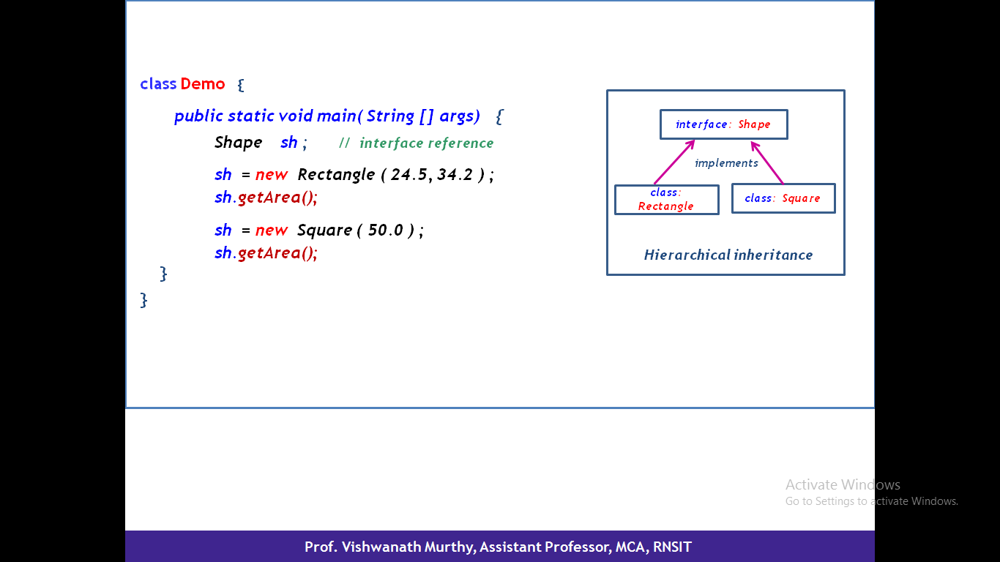 class Demo {
public static void main( String [] args) {
Shape sh ; // interface reference
sh = new Rectangle ( 24.5, 34.2 ) ;
sh.getArea();
sh = new Square ( 50.0 ) ;
sh.getArea();
}
}
interface: Shape
implements
class:
Rectangle
class: Square
Hierarchical inheritance
Activate Windows
Go to Settings to activate Windows.
Prof. Vishwanath Murthy, Assistant Professor, MCA, RNSIT